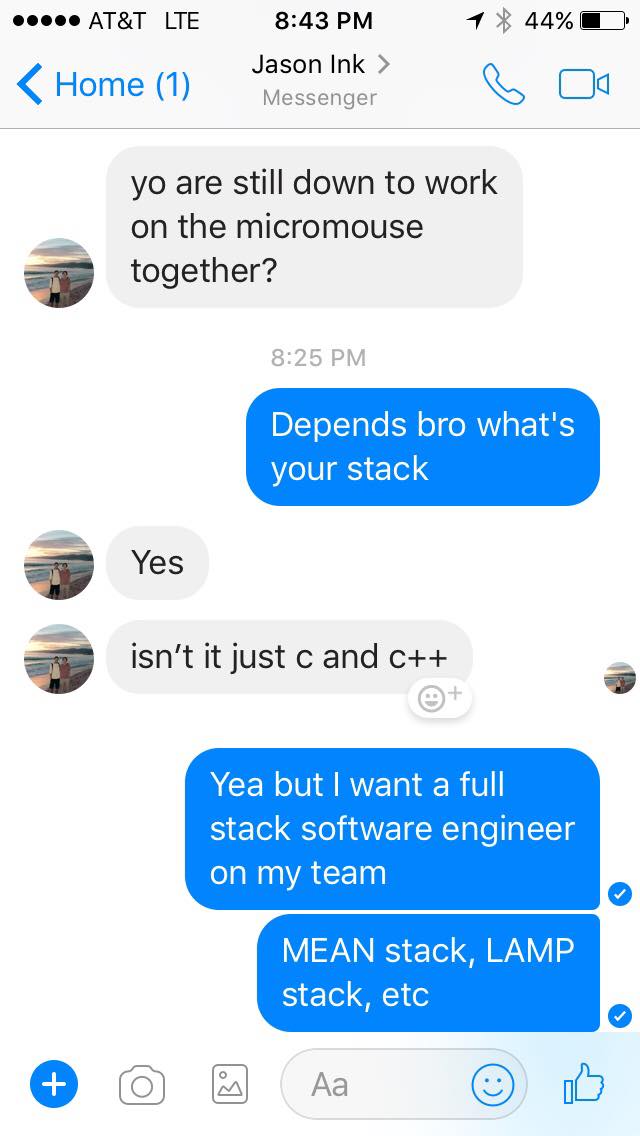 AT&T LTE 8:43 PM 44%
Home (1) Jason Ink
Messenger
yo are still down to work
on the micromouse
together?
8:25 PM
Depends bro what's
your stack
Yes
isn't it just c and c++
Yea but I want a full
stack software engineer
on my team
MEAN stack, LAMP
stack, etc
Aa